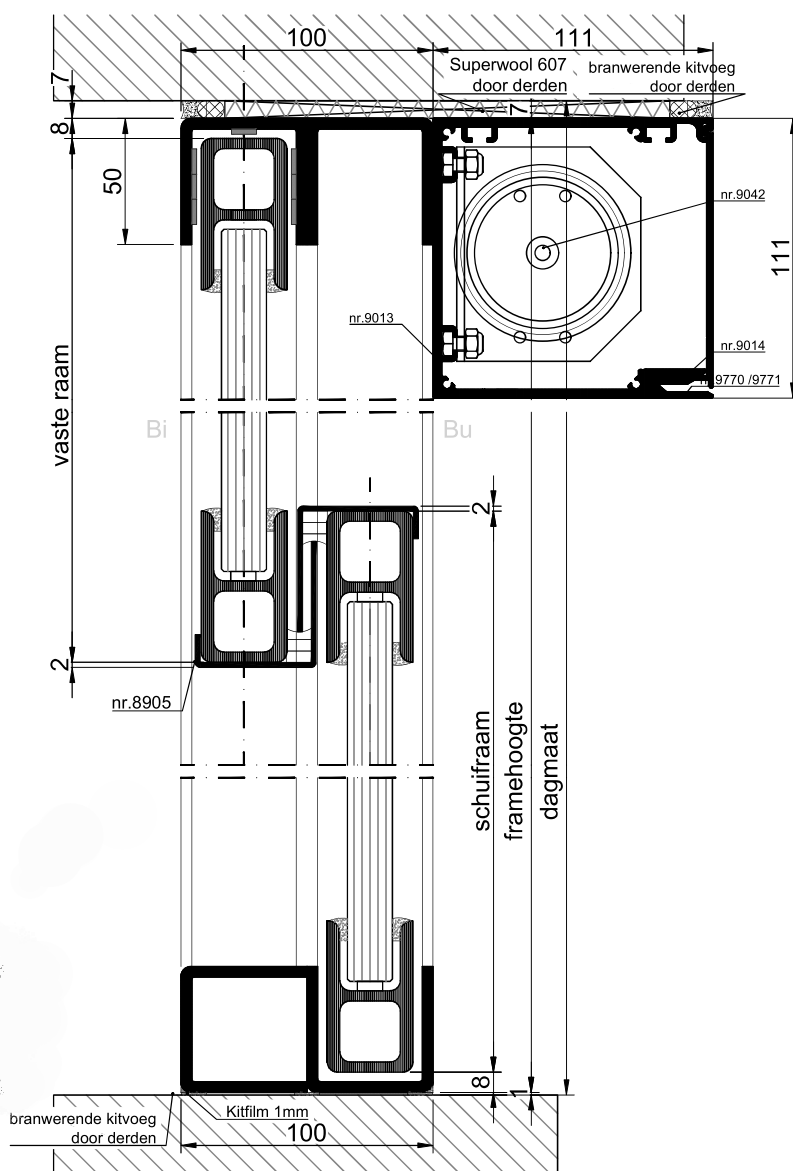 100
111
7
Superwool 607
door derden
branwerende kitvoeg
door derden
7
8
50
nr.9042
111
nr.9013
nr.9014
nr.9770 /9771
vaste raam
Bi
Bu
2
2
nr.8905
schuifraam
framehoogte
dagmaat
8
1
Kitfilm 1mm
branwerende kitvoeg
door derden
100